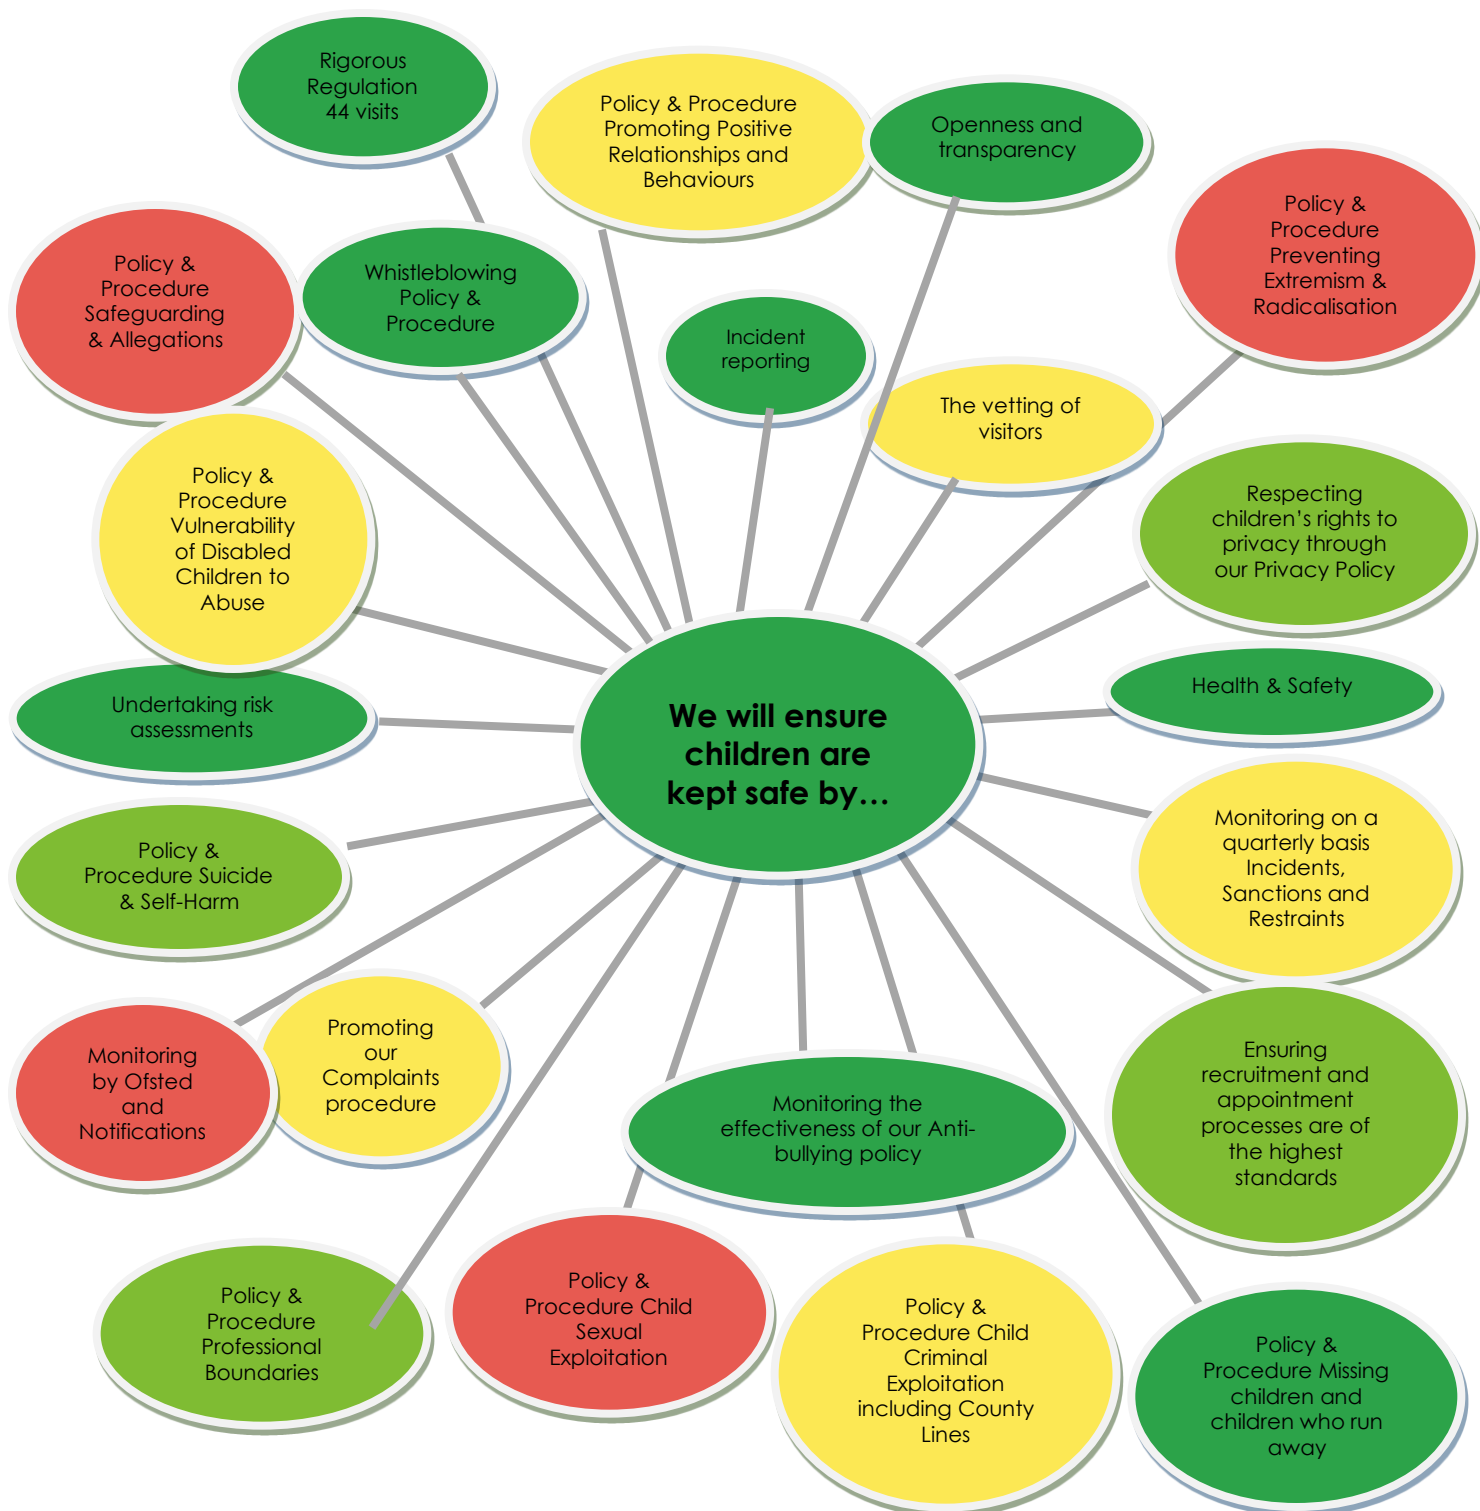 Rigorous
Regulation
44 visits
Policy & Procedure
Promoting Positive
Relationships and
Behaviours
Openness and
transparency
Policy &
Procedure
Preventing
Extremism &
Radicalisation
Policy &
Procedure
Safeguarding
& Allegations
Whistleblowing
Policy &
Procedure
Incident
reporting
The vetting of
visitors
Policy &
Procedure
Vulnerability
of Disabled
Children to
Abuse
Respecting
children’s rights to
privacy through
our Privacy Policy
Undertaking risk
assessments
We will ensure
children are
kept safe by…
Health & Safety
Policy &
Procedure Suicide
& Self-Harm
Monitoring on a
quarterly basis
Incidents,
Sanctions and
Restraints
Monitoring
by Ofsted
and
Notifications
Promoting
our
Complaints
procedure
Monitoring the
effectiveness of our Anti-
bullying policy
Ensuring
recruitment and
appointment
processes are of
the highest
standards
Policy &
Procedure
Professional
Boundaries
Policy &
Procedure Child
Sexual
Exploitation
Policy &
Procedure Child
Criminal
Exploitation
including County
Lines
Policy &
Procedure Missing
children and
children who run
away